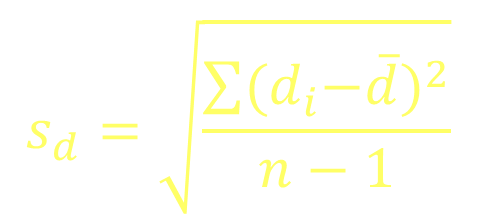 s_d = √(∑(d_i−d̄)² / (n − 1))